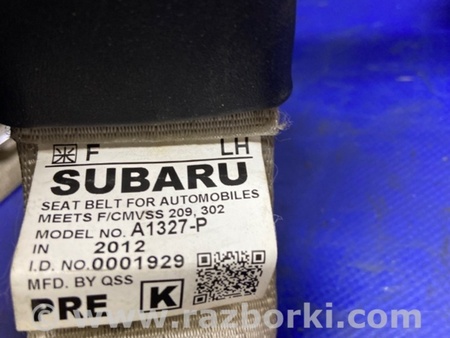 F LH
SUBARU
SEAT BELT FOR AUTOMOBILES
MEETS F/CMVSS 209, 302
MODEL NO. A1327-P
IN 2012
I.D. NO. 0001929
MFD. BY QSS
PRE K
© - www.razborki.com